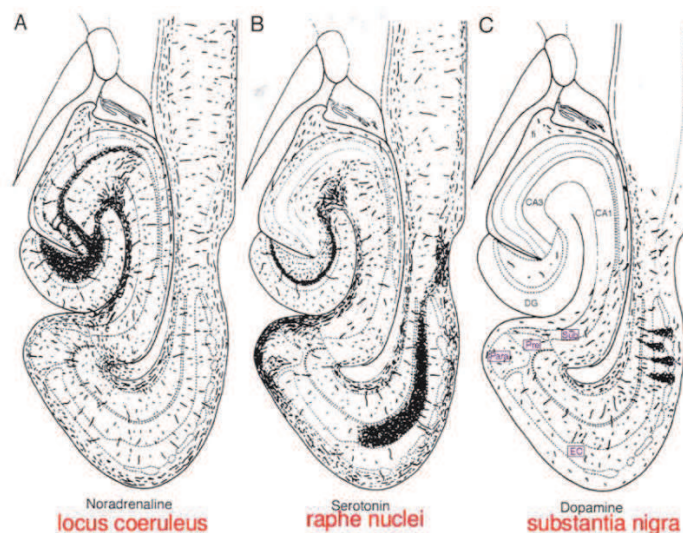 A
B
C
fi
CA3
CA1
DG
Sub
Pre
Para
EC
Noradrenaline
locus coeruleus
Serotonin
raphe nuclei
Dopamine
substantia nigra